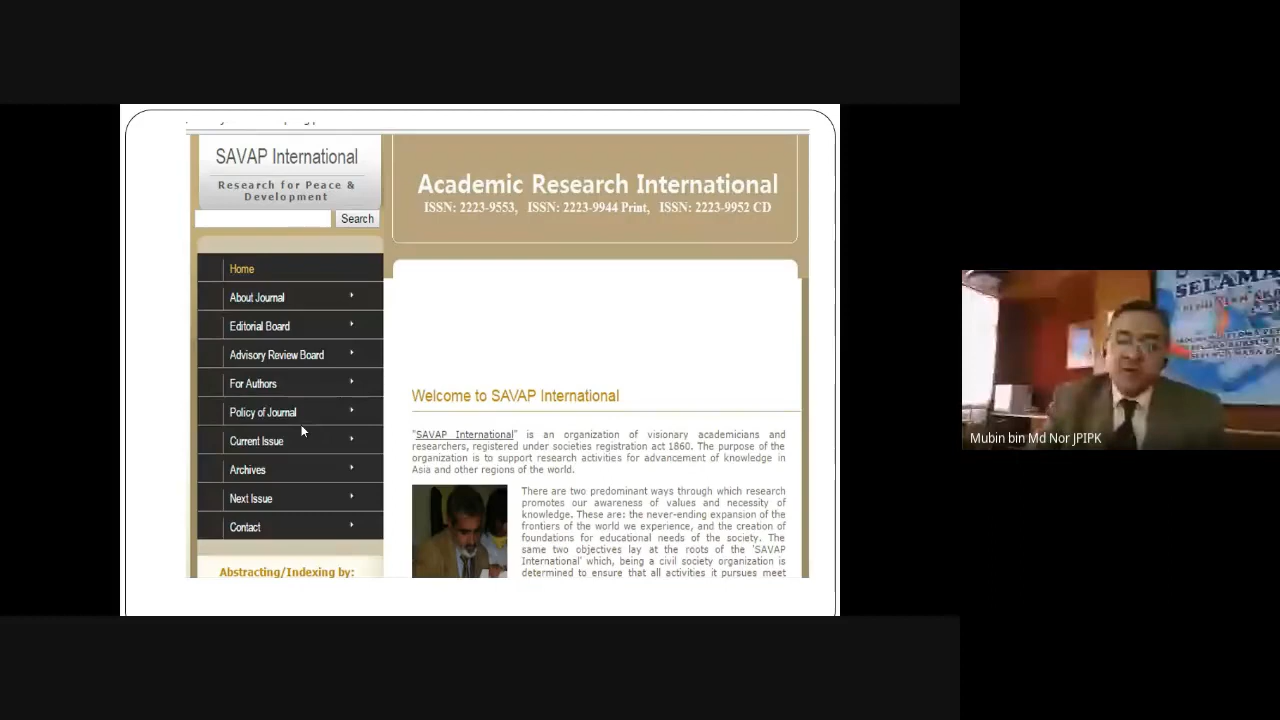 SAVAP International
Research for Peace &
Development
Search
Academic Research International
ISSN: 2223-9553, ISSN: 2223-9944 Print, ISSN: 2223-9952 CD
Home
About Journal
Editorial Board
Advisory Review Board
For Authors
Policy of Journal
Current Issue
Archives
Next Issue
Contact
Abstracting/Indexing by:
Welcome to SAVAP International
"SAVAP International" is an organization of visionary academicians and
researchers, registered under societies registration act 1860. The purpose of the
organization is to support research activities for advancement of knowledge in
Asia and other regions of the world.
There are two predominant ways through which research
promotes our awareness of values and necessity of
knowledge. These are: the never-ending expansion of the
frontiers of the world we experience, and the creation of
foundations for educational needs of the society. The
same two objectives lay at the roots of the 'SAVAP
International' which, being a civil society organization is
determined to ensure that all activities it pursues meet
SELAMA
Mubin bin Md Nor JPIPK